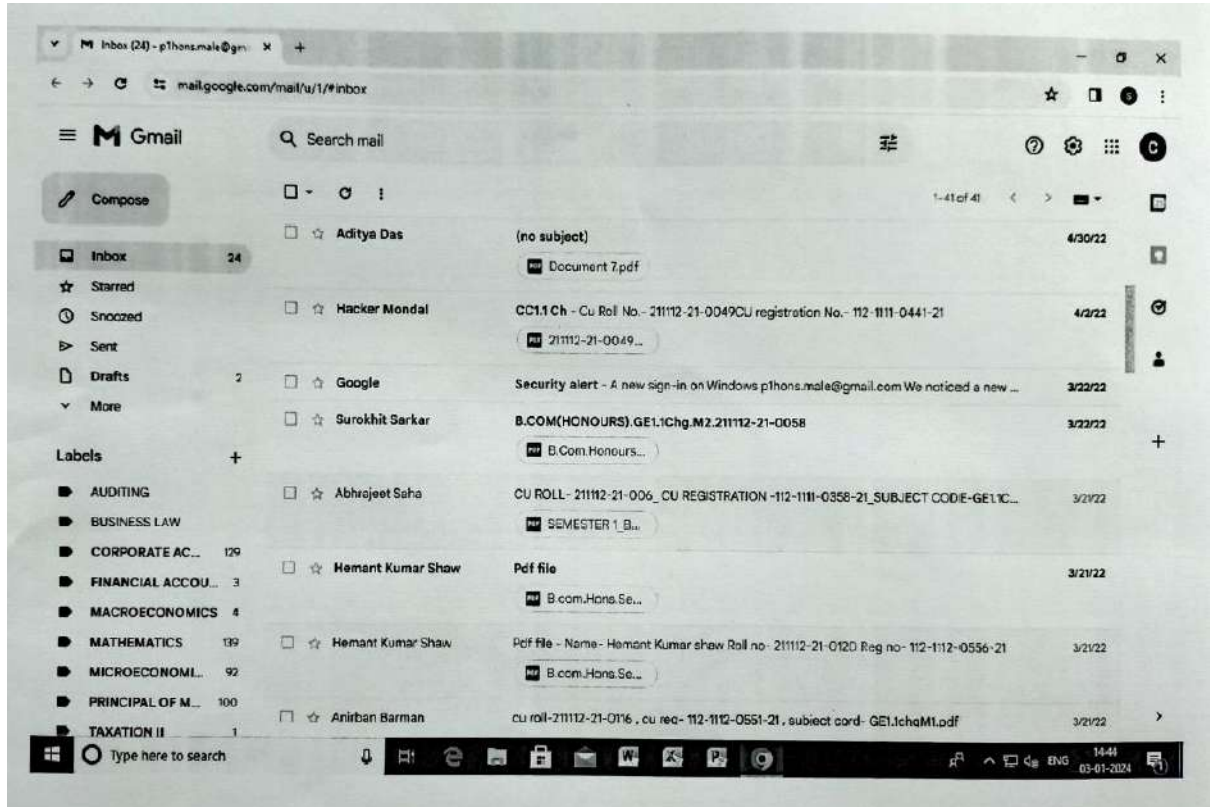 Inbox (24) - p1hons.male@gm
mail.google.com/mail/u/1/#inbox
Gmail
Search mail
Compose
1-41 of 41
Inbox 24
Starred
Snoozed
Sent
Drafts 2
More
Labels
AUDITING
BUSINESS LAW
CORPORATE AC... 129
FINANCIAL ACCOU... 3
MACROECONOMICS 4
MATHEMATICS 139
MICROECONOMI... 92
PRINCIPAL OF M... 100
TAXATION II 1
Aditya Das (no subject) 4/30/22
PDF Document 7.pdf
Hacker Mondal CC1.1 Ch - Cu Roll No.- 211112-21-0049CU registration No.- 112-1111-0441-21 4/2/22
PDF 211112-21-0049...
Google Security alert - A new sign-in on Windows p1hons.male@gmail.com We noticed a new ... 3/22/22
Surokhit Sarkar B.COM(HONOURS).GE1.1Chg.M2.211112-21-0058 3/22/22
PDF B.Com.Honours...
Abhrajeet Saha CU ROLL- 211112-21-006_ CU REGISTRATION -112-1111-0358-21_SUBJECT CODE-GE1.1C... 3/21/22
PDF SEMESTER 1_B...
Hemant Kumar Shaw Pdf file 3/21/22
PDF B.com.Hons.Se...
Hemant Kumar Shaw Pdf file - Name- Hemant Kumar shaw Roll no- 211112-21-0120 Reg no- 112-1112-0556-21 3/21/22
PDF B.com.Hons.Se...
Anirban Barman cu roll-211112-21-0116 , cu reg- 112-1112-0551-21 , subject card- GE1.1chgM1.pdf 3/21/22
Type here to search
ENG 14:44
03-01-2024